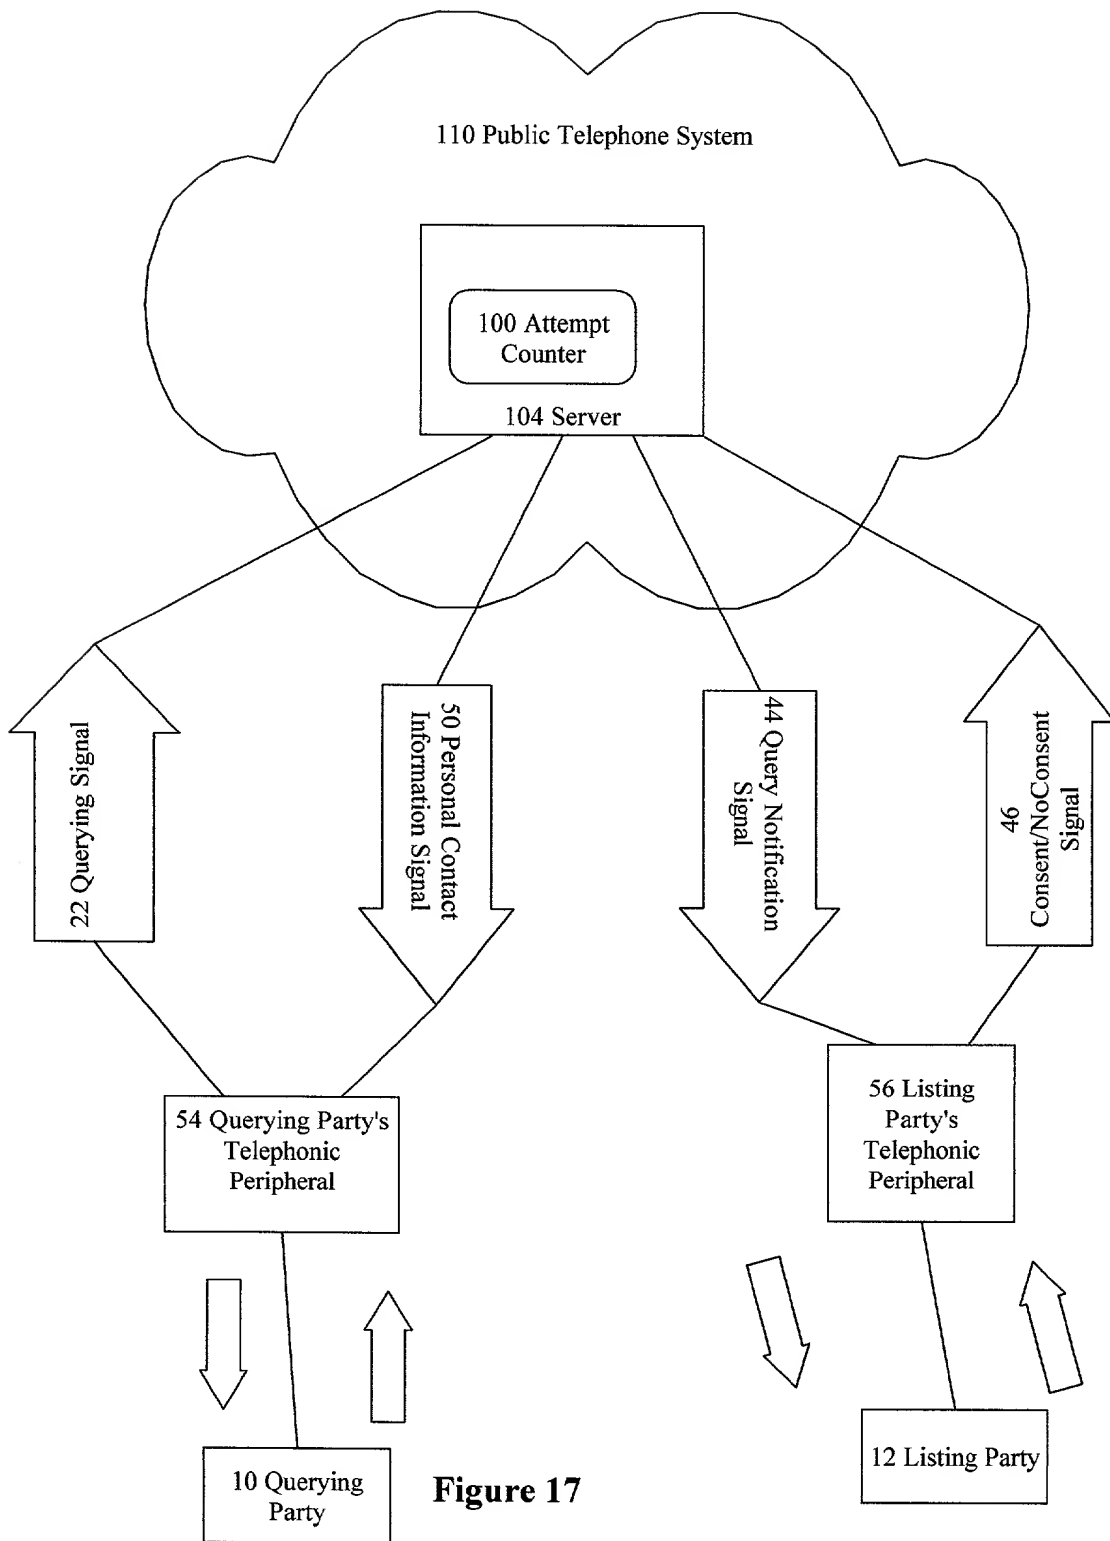 110 Public Telephone System
100 Attempt
Counter
104 Server
22 Querying Signal
50 Personal Contact
Information Signal
44 Query Notification
Signal
46
Consent/NoConsent
Signal
54 Querying Party's
Telephonic
Peripheral
56 Listing
Party's
Telephonic
Peripheral
10 Querying
Party
12 Listing Party
Figure 17